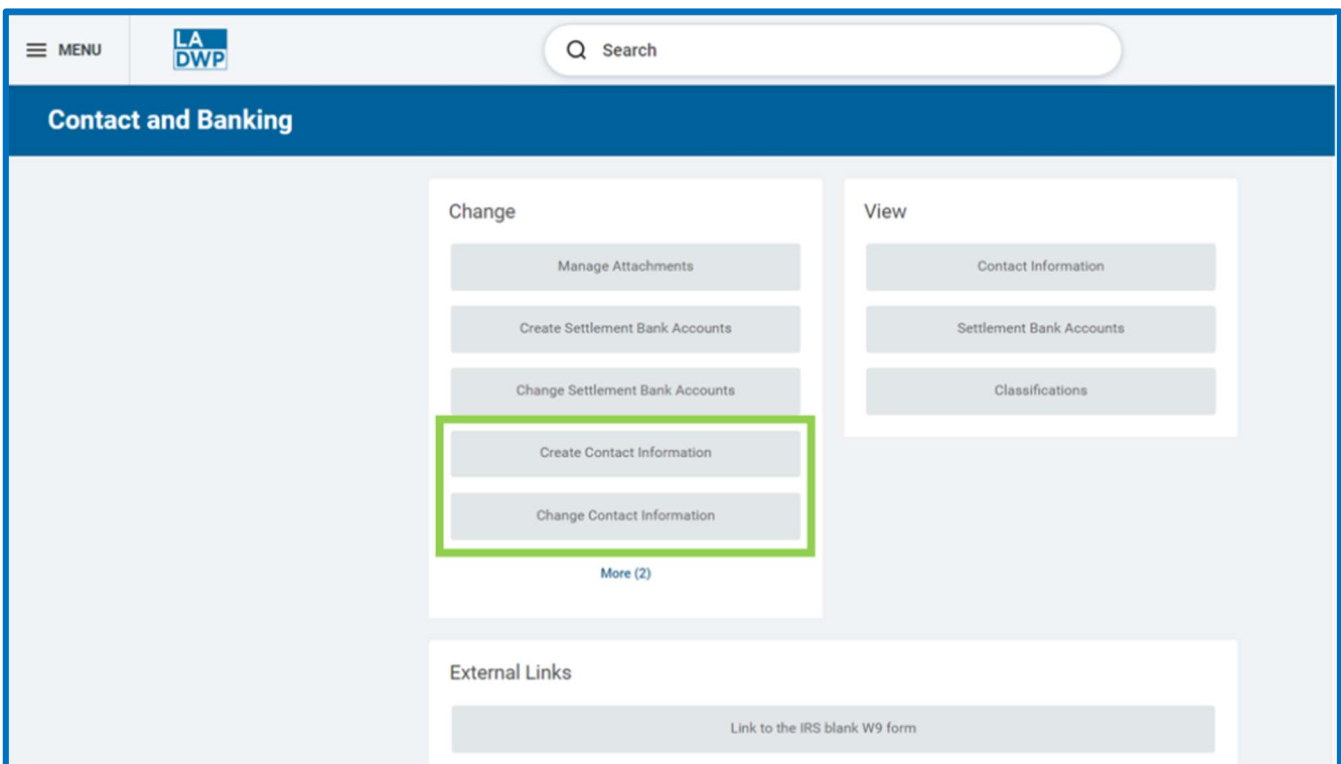 MENU
LA
DWP
Search
Contact and Banking
Change
Manage Attachments
Create Settlement Bank Accounts
Change Settlement Bank Accounts
Create Contact Information
Change Contact Information
More (2)
View
Contact Information
Settlement Bank Accounts
Classifications
External Links
Link to the IRS blank W9 form